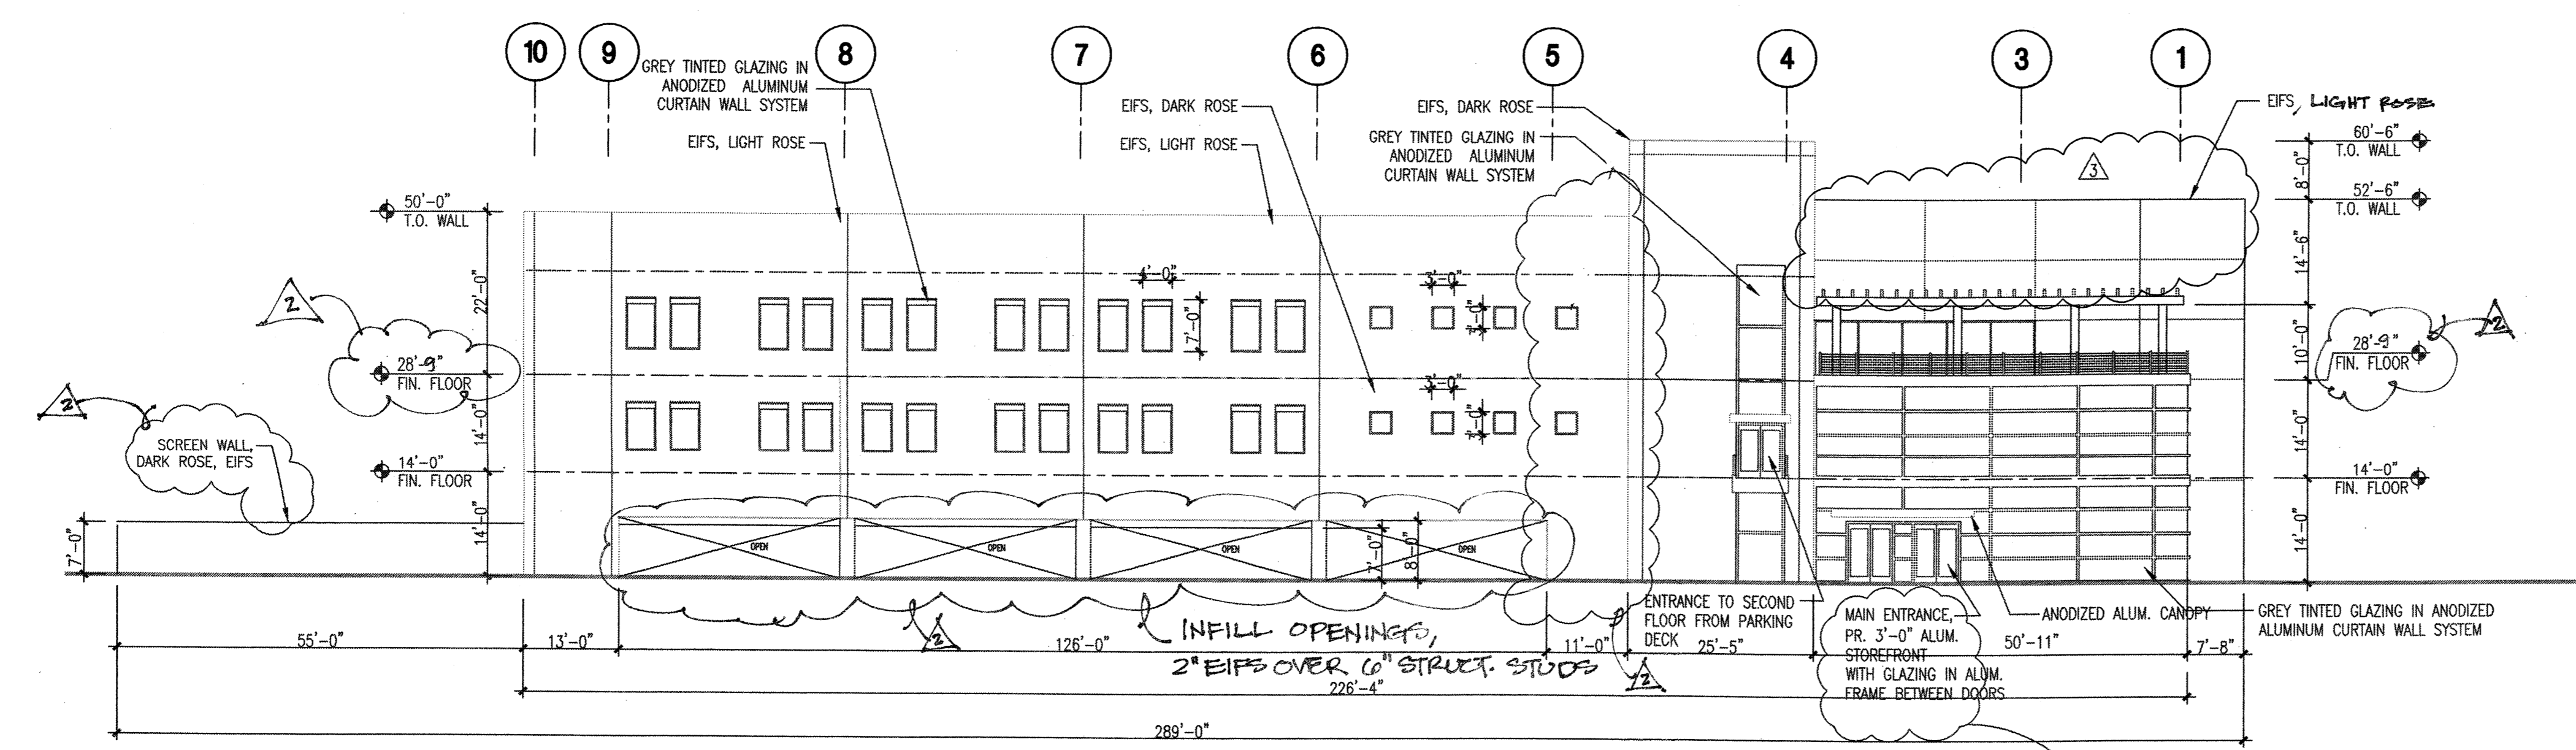 10
9
8
7
6
5
4
3
1
GREY TINTED GLAZING IN
ANODIZED ALUMINUM
CURTAIN WALL SYSTEM
EIFS, LIGHT ROSE
EIFS, DARK ROSE
EIFS, LIGHT ROSE
EIFS, DARK ROSE
GREY TINTED GLAZING IN
ANODIZED ALUMINUM
CURTAIN WALL SYSTEM
EIFS, LIGHT ROSE
3
60'-6"
T.O. WALL
8'-0"
52'-6"
T.O. WALL
14'-6"
50'-0"
T.O. WALL
22'-0"
2
28'-9"
FIN. FLOOR
14'-0"
14'-0"
FIN. FLOOR
14'-0"
2
SCREEN WALL,
DARK ROSE, EIFS
7'-0"
4'-0"
7'-0"
3'-0"
3'-0"
3'-0"
3'-0"
10'-0"
28'-9"
FIN. FLOOR
2
14'-0"
14'-0"
FIN. FLOOR
14'-0"
OPEN
OPEN
OPEN
OPEN
7'-0"
8'-0"
ENTRANCE TO SECOND
FLOOR FROM PARKING
DECK
MAIN ENTRANCE,
PR. 3'-0" ALUM.
STOREFRONT
WITH GLAZING IN ALUM.
FRAME BETWEEN DOORS
ANODIZED ALUM. CANOPY
GREY TINTED GLAZING IN ANODIZED
ALUMINUM CURTAIN WALL SYSTEM
2
INFILL OPENINGS,
2" EIFS OVER 6" STRUCT. STUDS
2
55'-0"
13'-0"
126'-0"
11'-0"
25'-5"
50'-11"
7'-8"
226'-4"
289'-0"